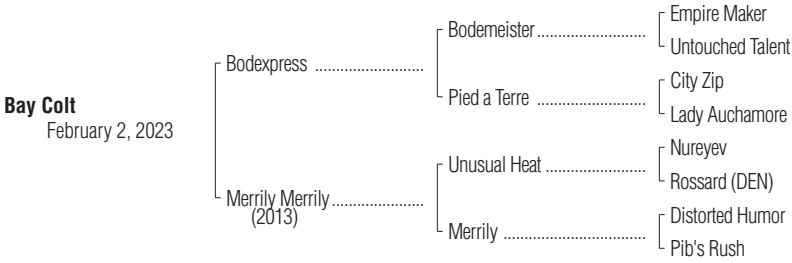 Bay Colt
February 2, 2023
Bodexpress ........................
Merrily Merrily .....................
(2013)
Bodemeister ........................
Pied a Terre ........................
Unusual Heat ......................
Merrily ................................
Empire Maker
Untouched Talent
City Zip
Lady Auchamore
Nureyev
Rossard (DEN)
Distorted Humor
Pib's Rush